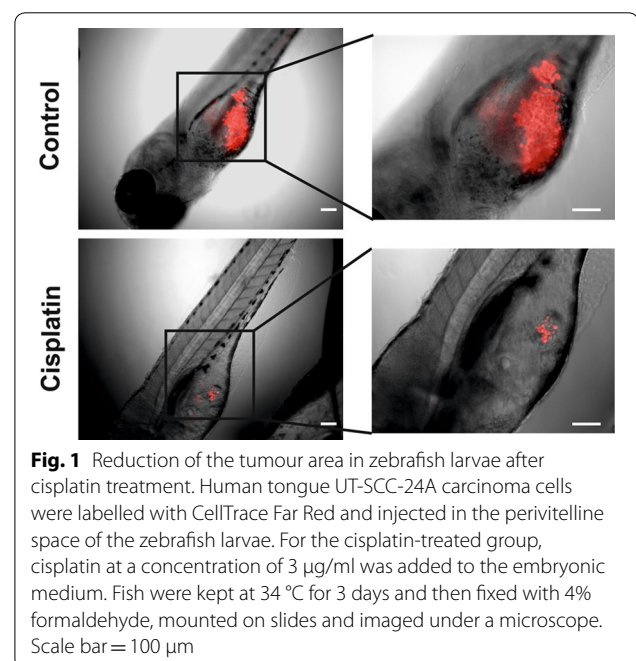 Control
Cisplatin
Fig. 1 Reduction of the tumour area in zebrafish larvae after
cisplatin treatment. Human tongue UT-SCC-24A carcinoma cells
were labelled with CellTrace Far Red and injected in the perivitelline
space of the zebrafish larvae. For the cisplatin-treated group,
cisplatin at a concentration of 3 µg/ml was added to the embryonic
medium. Fish were kept at 34 °C for 3 days and then fixed with 4%
formaldehyde, mounted on slides and imaged under a microscope.
Scale bar = 100 µm